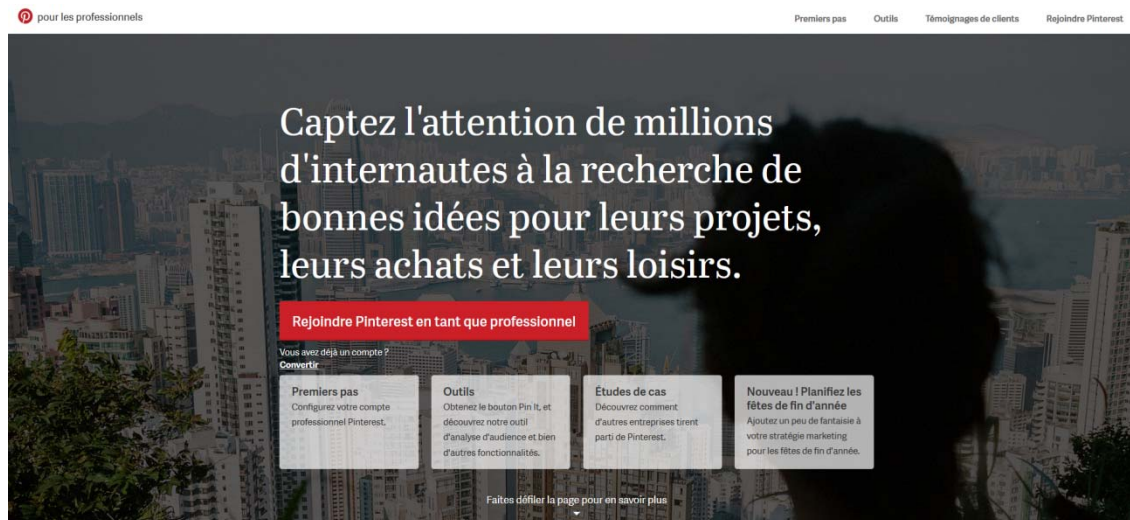 pour les professionnels
Premiers pas
Outils
Témoignages de clients
Rejoindre Pinterest
Captez l'attention de millions
d'internautes à la recherche de
bonnes idées pour leurs projets,
leurs achats et leurs loisirs.
Rejoindre Pinterest en tant que professionnel
Vous avez déjà un compte ?
Convertir
Premiers pas
Configurez votre compte
professionnel Pinterest.
Outils
Obtenez le bouton Pin It, et
découvrez notre outil
d'analyse d'audience et bien
d'autres fonctionnalités.
Études de cas
Découvrez comment
d'autres entreprises tirent
parti de Pinterest.
Nouveau ! Planifiez les
fêtes de fin d'année
Ajoutez un peu de fantaisie à
votre stratégie marketing
pour les fêtes de fin d'année.
Faites défiler la page pour en savoir plus